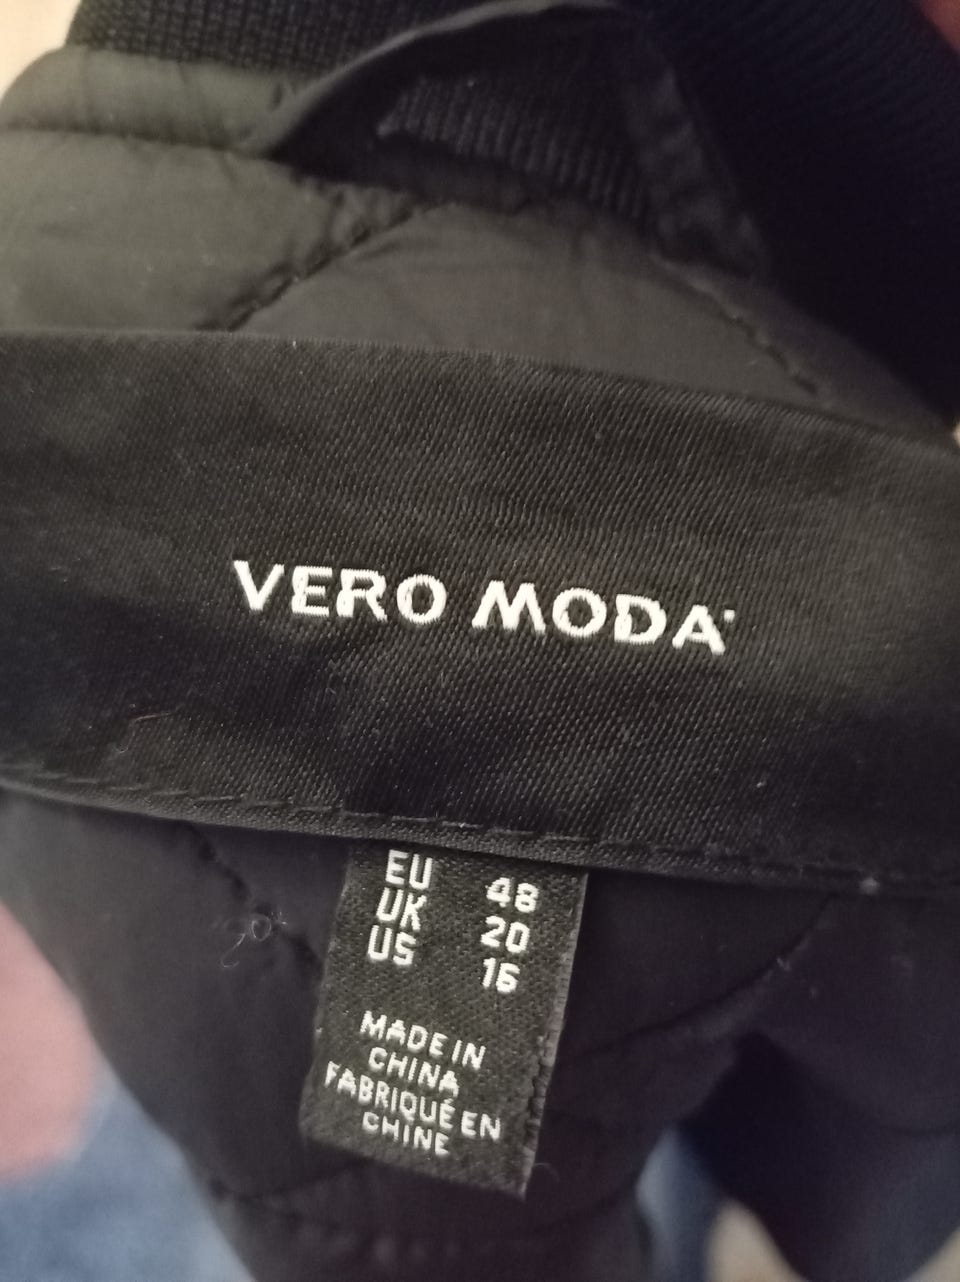 VERO MODA
EU 48
UK 20
US 16
MADE IN
CHINA
FABRIQUÉ EN
CHINE